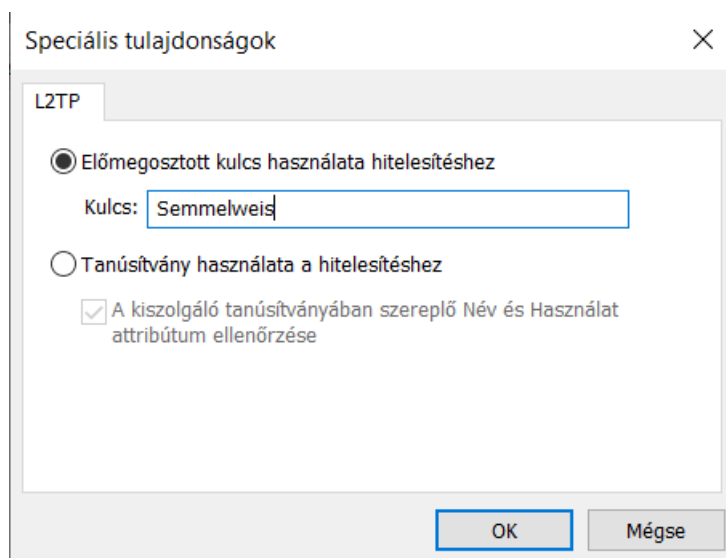 Speciális tulajdonságok
L2TP
Előmegosztott kulcs használata hitelesítéshez
Kulcs: Semmelweis
Tanúsítvány használata a hitelesítéshez
A kiszolgáló tanúsítványában szereplő Név és Használat
attribútum ellenőrzése
OK Mégse